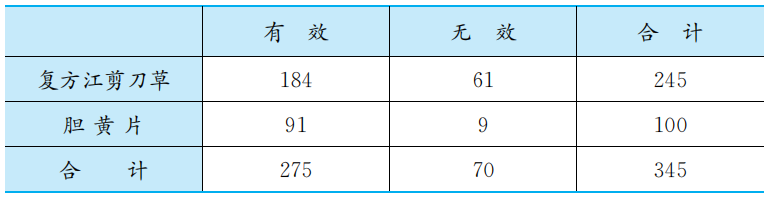 有 效 无 效 合 计
复方江剪刀草 184 61 245
胆黄片 91 9 100
合 计 275 70 345